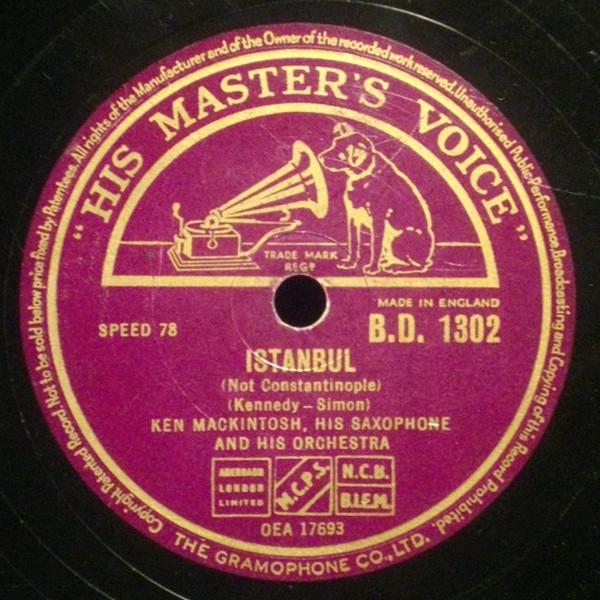 Copyright Patented Record Not to be sold below price fixed by Patentees. All rights of the Manufacturer and of the Owner of the recorded work reserved. Unauthorised Public Performance, Broadcasting and Copying of this Record Prohibited.
"HIS MASTER'S VOICE"
TRADE MARK
REGD
MADE IN ENGLAND
SPEED 78
B.D. 1302
ISTANBUL
(Not Constantinople)
(Kennedy – Simon)
KEN MACKINTOSH, HIS SAXOPHONE
AND HIS ORCHESTRA
LONDON
LIMITED
M.C.P.S.
N.C.B.
B.I.E.M.
OEA 17693
THE GRAMOPHONE CO., LTD.